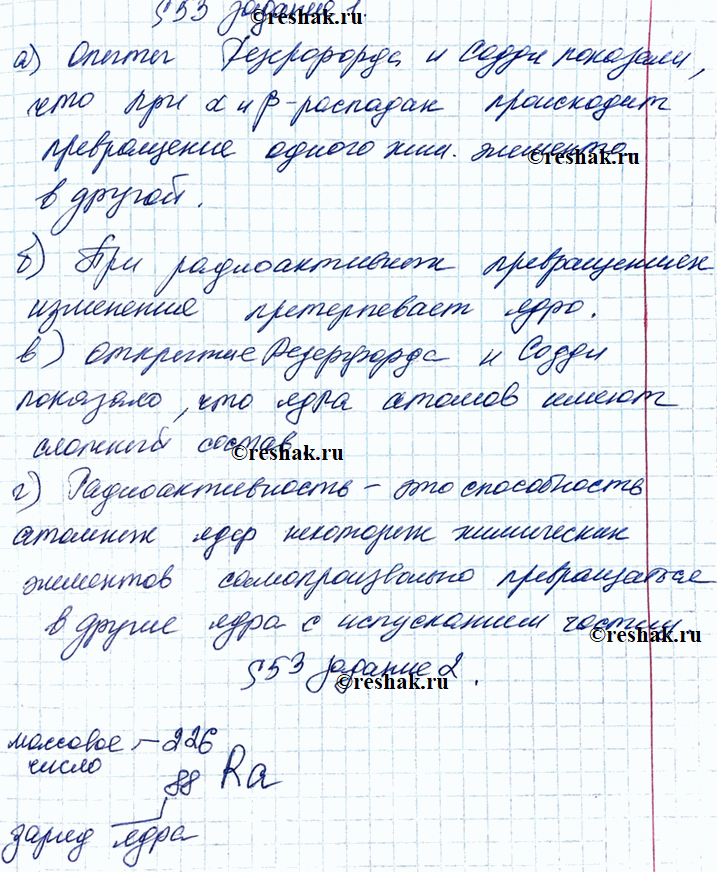 §53 задание 1.
©reshak.ru
а) Опыты Резерфорда и Содди показали,
что при α и β-распадах происходит
превращение одного хим. элемента
©reshak.ru
в другой.
б) При радиоактивных превращениях
изменения претерпевает ядро.
©reshak.ru
в) Открытие Резерфорда и Содди
показало, что ядра атомов имеют
сложный состав
©reshak.ru
г) Радиоактивность – это способность
атомных ядер некоторых химических
элементов самопроизвольно превращаться
в другие ядра с испусканием частиц.
©reshak.ru
§53 задание 2.
©reshak.ru
массовое – 226
число
88 Ra
заряд ядра